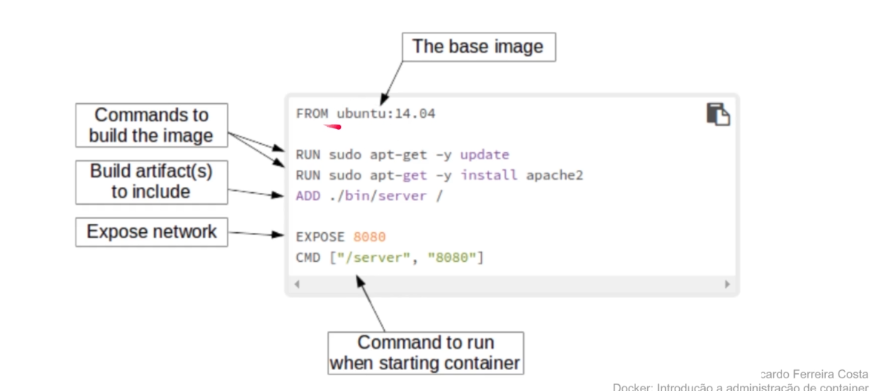 The base image
Commands to
build the image
Build artifact(s)
to include
Expose network
FROM ubuntu:14.04
RUN sudo apt-get -y update
RUN sudo apt-get -y install apache2
ADD ./bin/server /
EXPOSE 8080
CMD ["/server", "8080"]
Command to run
when starting container
Ferreira Costa
Docker: Introdução a administração de container